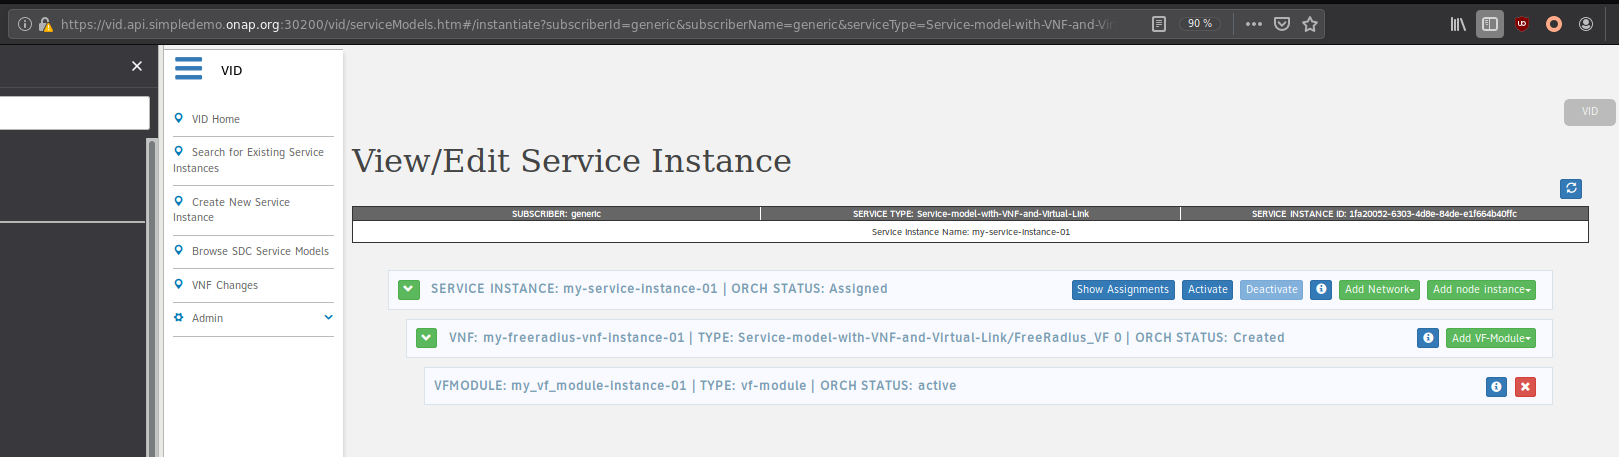 https://vid.api.simpledemo.onap.org:30200/vid/serviceModels.htm#/instantiate?subscriberId=generic&subscriberName=generic&serviceType=Service-model-with-VNF-and-Vir
90 %
VID
VID
VID Home
Search for Existing Service
Instances
Create New Service
Instance
Browse SDC Service Models
VNF Changes
Admin
View/Edit Service Instance
SUBSCRIBER: generic SERVICE TYPE: Service-model-with-VNF-and-Virtual-Link SERVICE INSTANCE ID: 1fa20052-6303-4d8e-84de-e1f664b40ffc
Service Instance Name: my-service-instance-01
SERVICE INSTANCE: my-service-instance-01 | ORCH STATUS: Assigned Show Assignments Activate Deactivate Add Network Add node instance
VNF: my-freeradius-vnf-instance-01 | TYPE: Service-model-with-VNF-and-Virtual-Link/FreeRadius_VF 0 | ORCH STATUS: Created Add VF-Module
VFMODULE: my_vf_module-instance-01 | TYPE: vf-module | ORCH STATUS: active